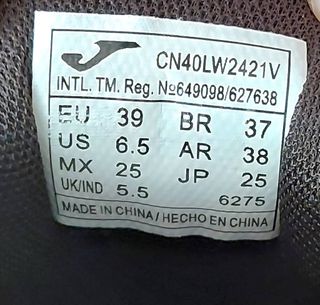 CN40LW2421V
INTL. TM. Reg. №649098/627638
EU 39 BR 37
US 6.5 AR 38
MX 25 JP 25
UK/IND 5.5 6275
MADE IN CHINA / HECHO EN CHINA